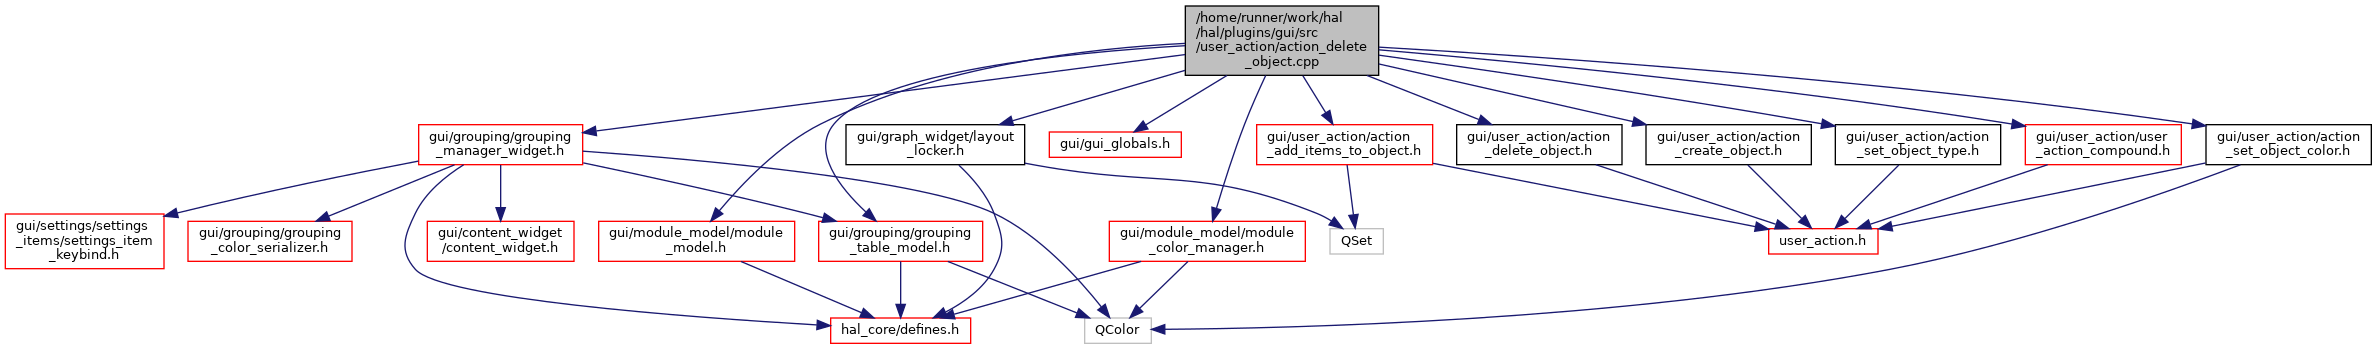 /home/runner/work/hal
/hal/plugins/gui/src
/user_action/action_delete
_object.cpp
gui/grouping/grouping
_manager_widget.h
gui/graph_widget/layout
_locker.h
gui/gui_globals.h
gui/user_action/action
_add_items_to_object.h
gui/user_action/action
_delete_object.h
gui/user_action/action
_create_object.h
gui/user_action/action
_set_object_type.h
gui/user_action/user
_action_compound.h
gui/user_action/action
_set_object_color.h
gui/settings/settings
_items/settings_item
_keybind.h
gui/grouping/grouping
_color_serializer.h
gui/content_widget
/content_widget.h
gui/module_model/module
_model.h
gui/grouping/grouping
_table_model.h
gui/module_model/module
_color_manager.h
QSet
user_action.h
hal_core/defines.h
QColor